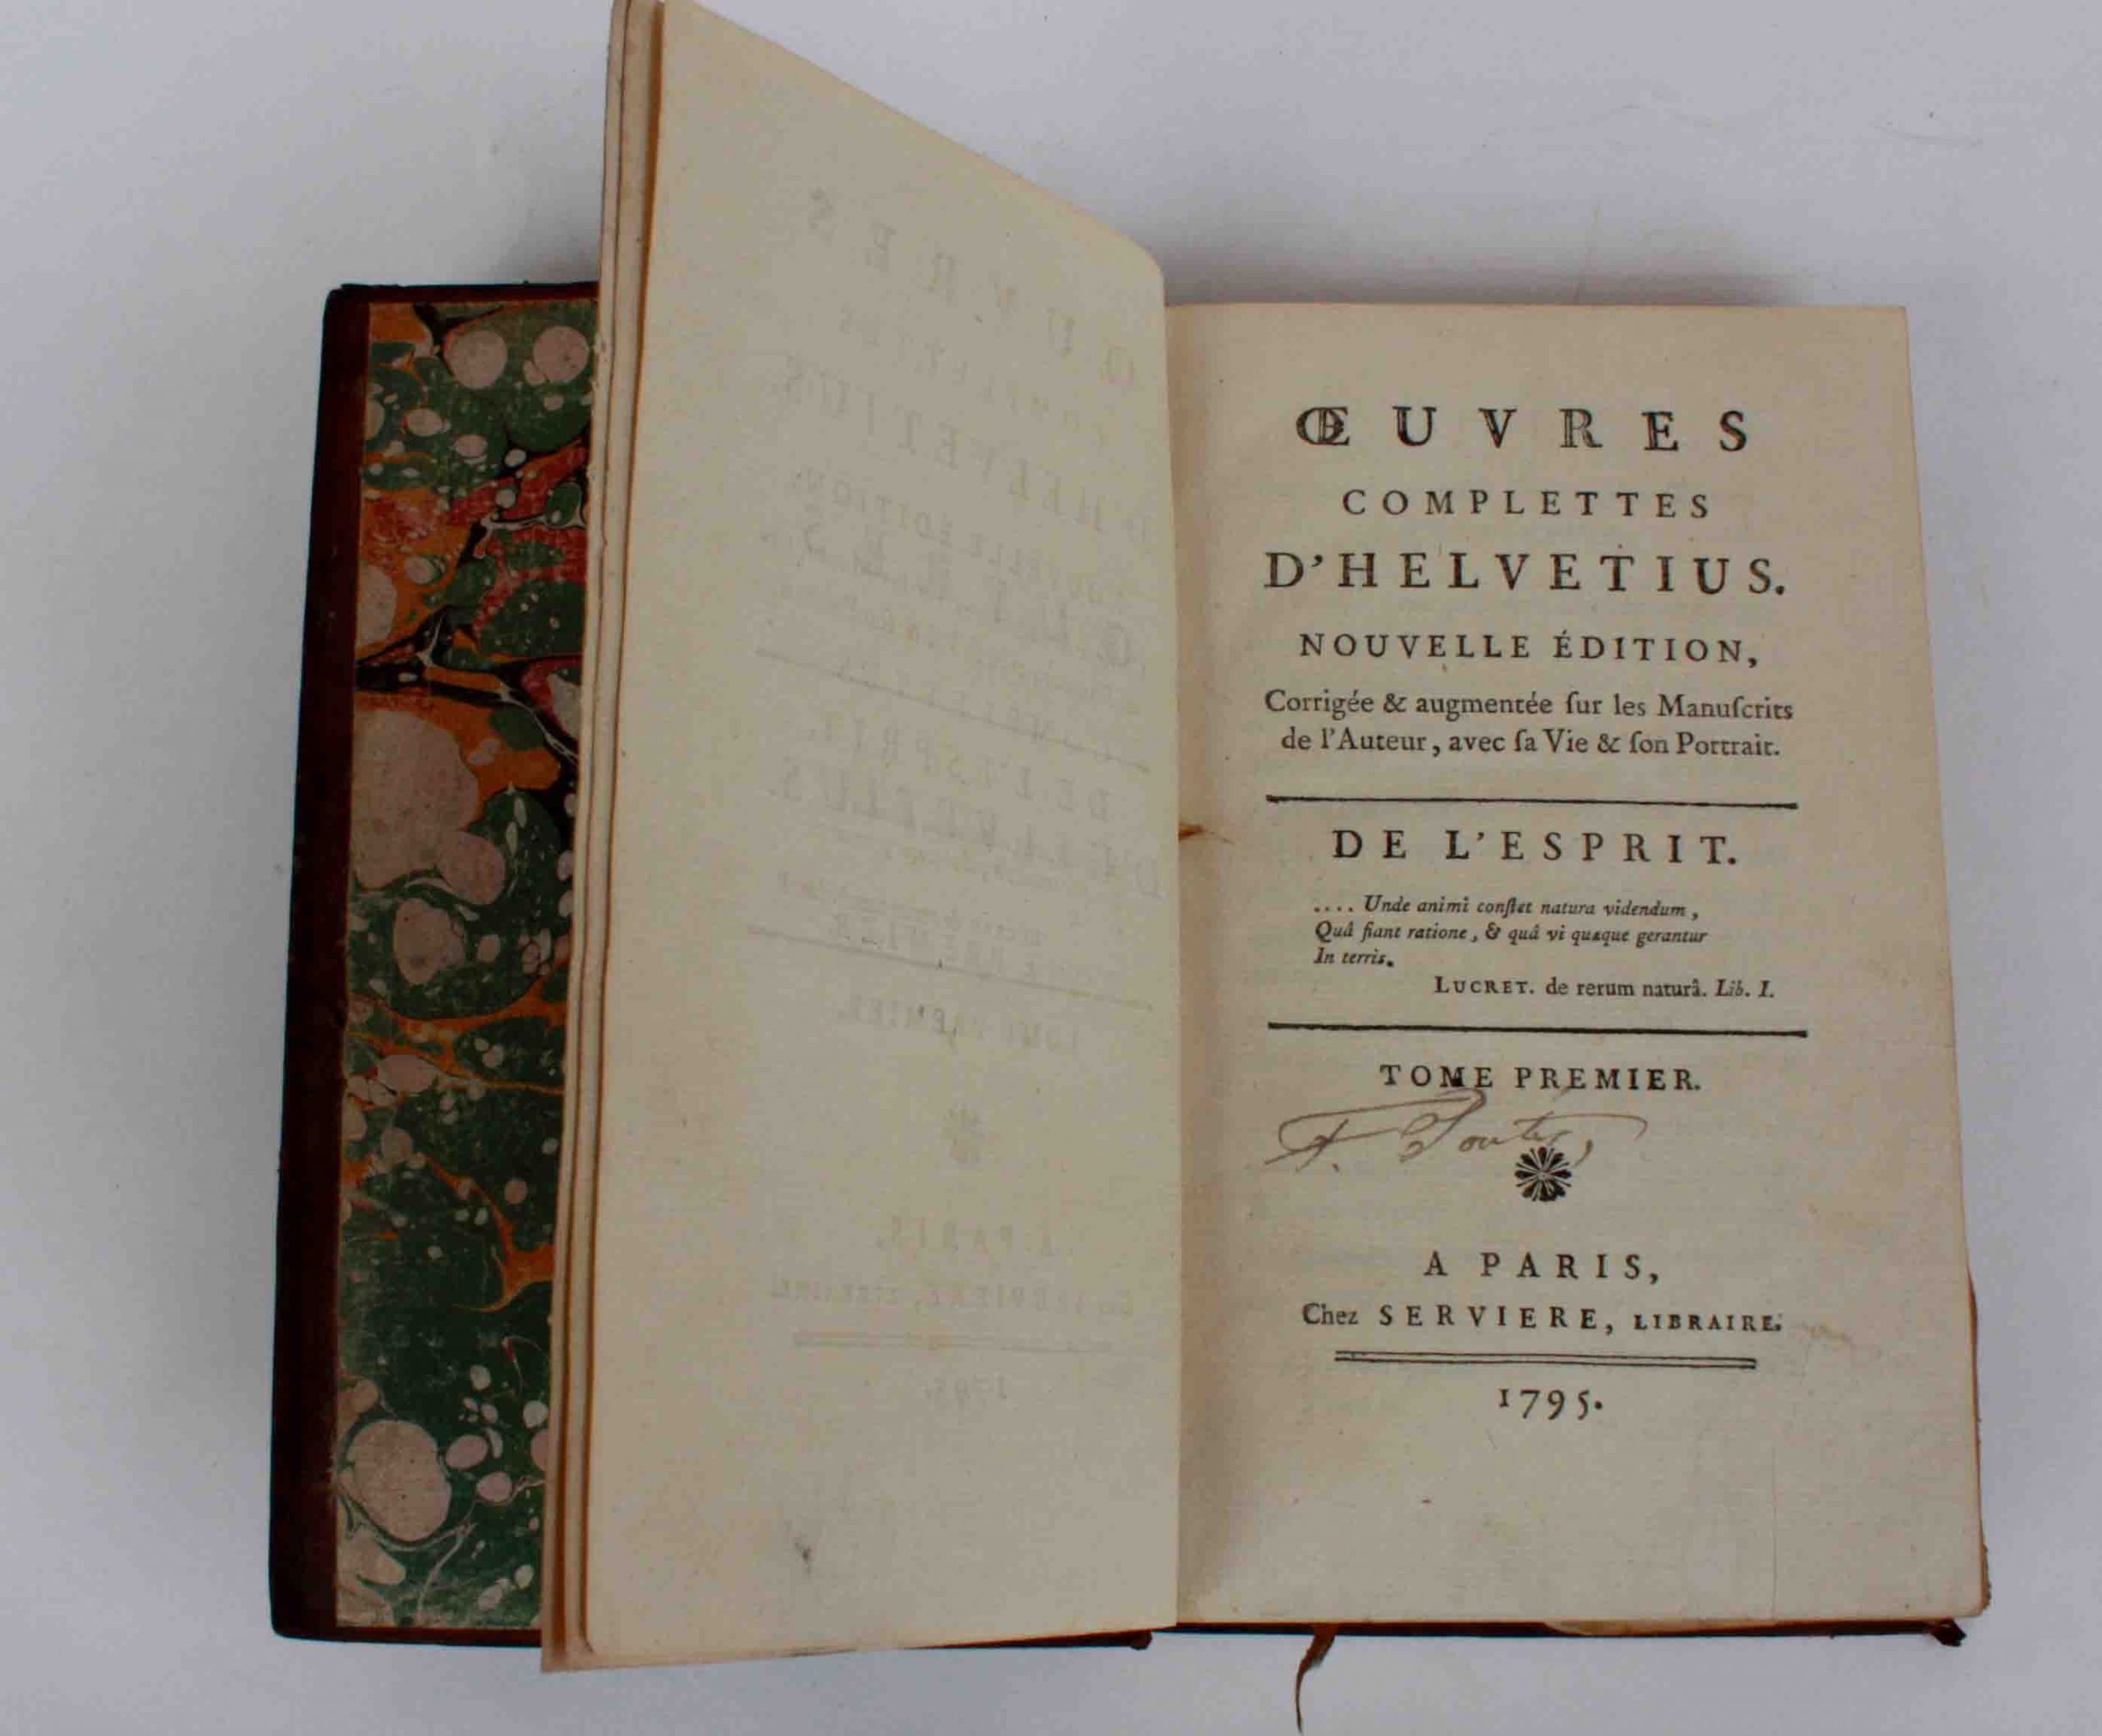 ŒUVRES
COMPLETTES
D'HELVETIUS.
NOUVELLE ÉDITION,
Corrigée & augmentée ſur les Manuſcrits
de l'Auteur, avec ſa Vie & ſon Portrait.
DE L'ESPRIT.
.... Unde animi conſtet natura videndum,
Quâ fiant ratione, & quâ vi quæque gerantur
In terris.
LUCRET. de rerum naturâ. Lib. I.
TOME PREMIER.
A PARIS,
Chez SERVIERE, LIBRAIRE.
1795.